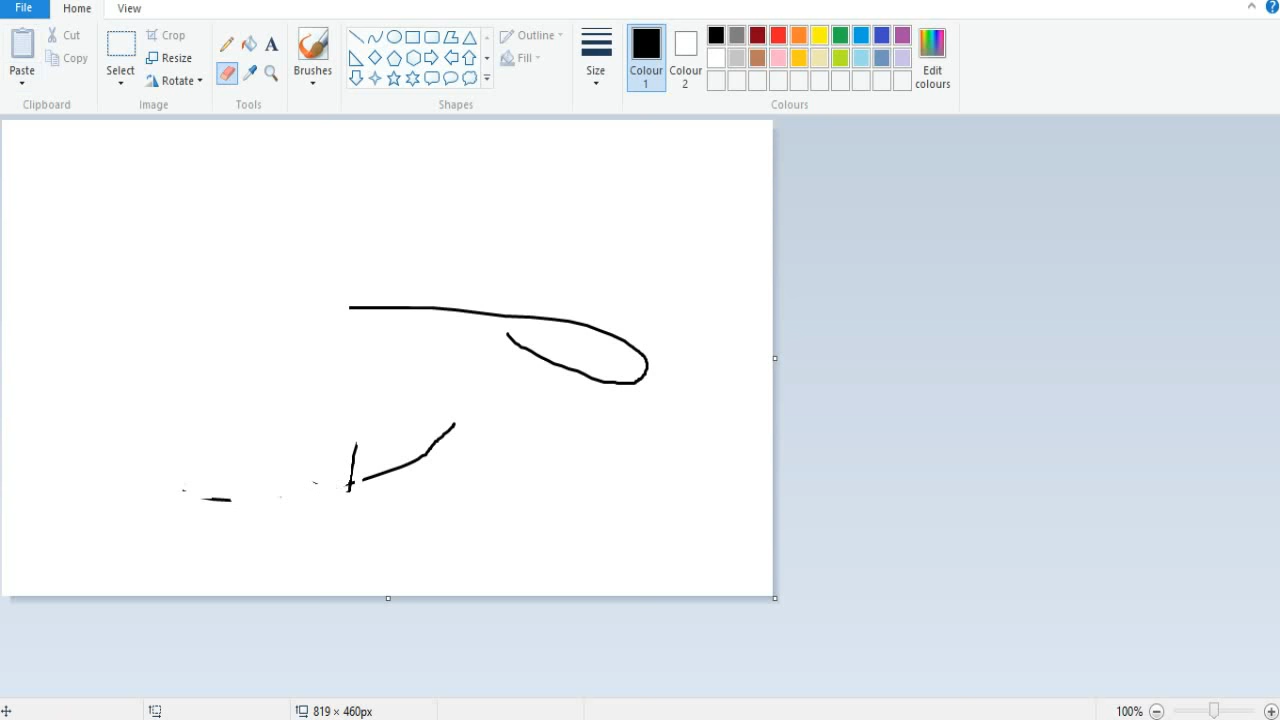 File Home View
Paste Cut Copy Clipboard
Select Crop Resize Rotate Image
A Tools
Brushes
Outline Fill Shapes
Size
Colour 1 Colour 2 Edit colours Colours
819 × 460px 100%